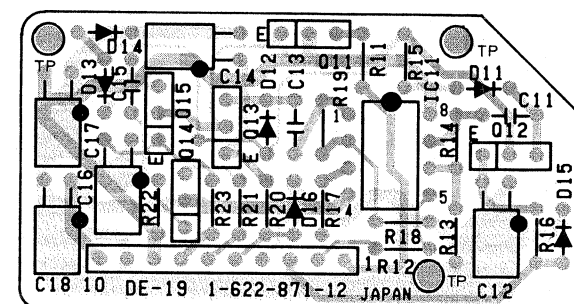 TP
D14
E
Q11
TP
D13
C15
Q15
C14
D12
C13
R19
R11
R15
IC11
D11
C11
Q12
C17
Q14
E
Q13
E
1
8
R14
E
D15
C16
R22
R23
R21
R20
D16
R17
4
5
R18
R13
R16
C18
10
1
R12
TP
C12
DE-19 1-622-871-12 JAPAN